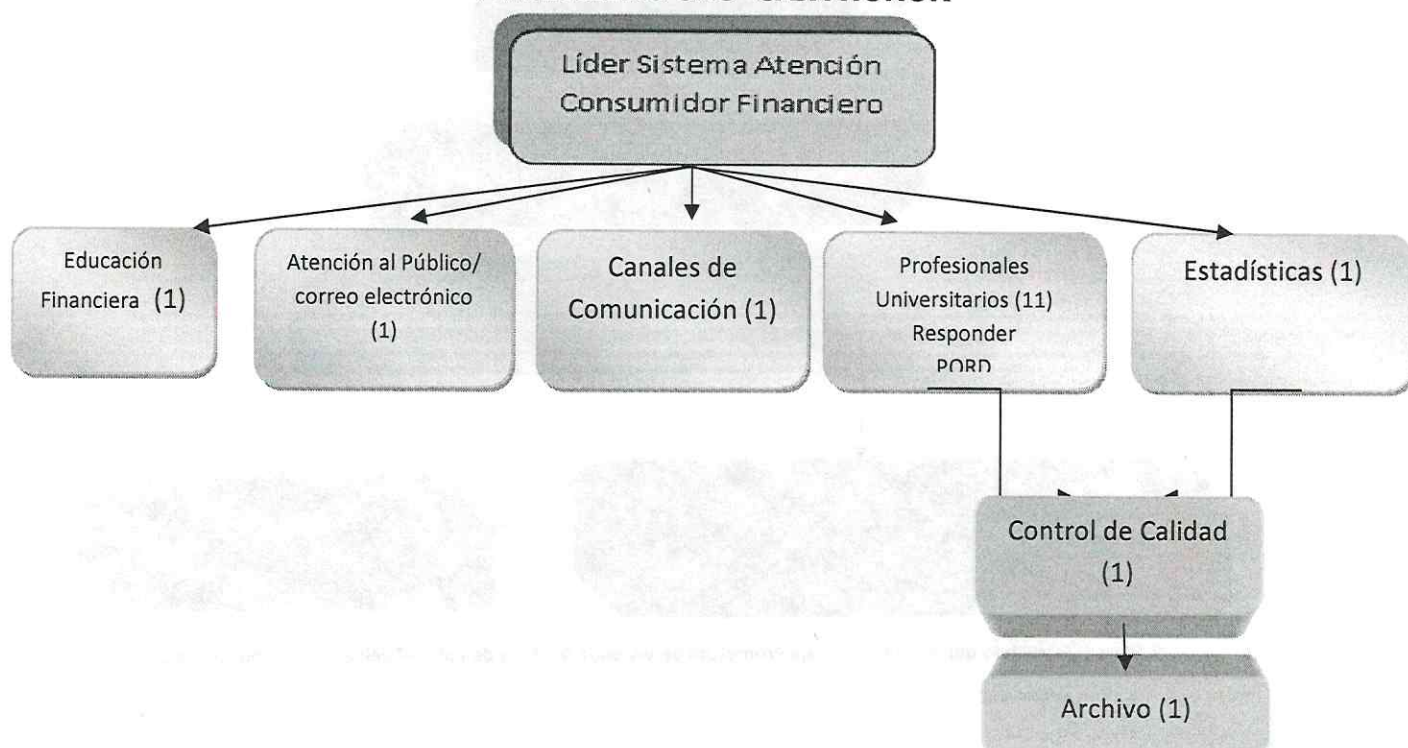 Líder Sistema Atención
Consumidor Financiero
Educación
Financiera (1)
Atención al Público/
correo electrónico
(1)
Canales de
Comunicación (1)
Profesionales
Universitarios (11)
Responder
Estadísticas (1)
Control de Calidad
(1)
Archivo (1)